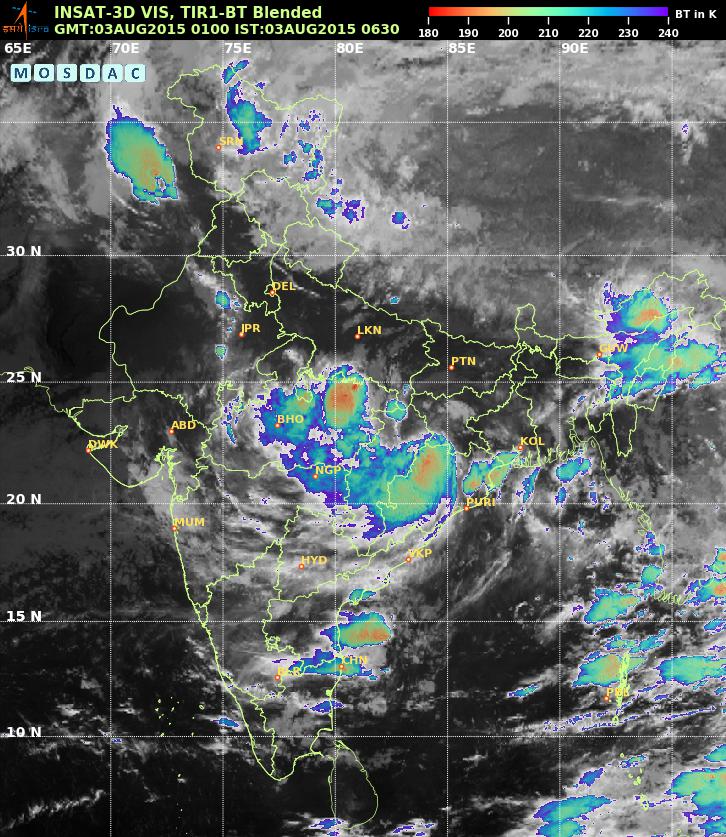 INSAT-3D VIS, TIR1-BT Blended
GMT:03AUG2015 0100 IST:03AUG2015 0630
BT in K
180 190 200 210 220 230 240
65E 70E 75E 80E 85E 90E
MOSDAC
SRN
30 N
DEL
JPR
LKN
GHW
PTN
25 N
BHO
ABD
DWK
KOL
NGP
20 N
PURI
MUM
VKP
HYD
15 N
CHN
PBL
10 N